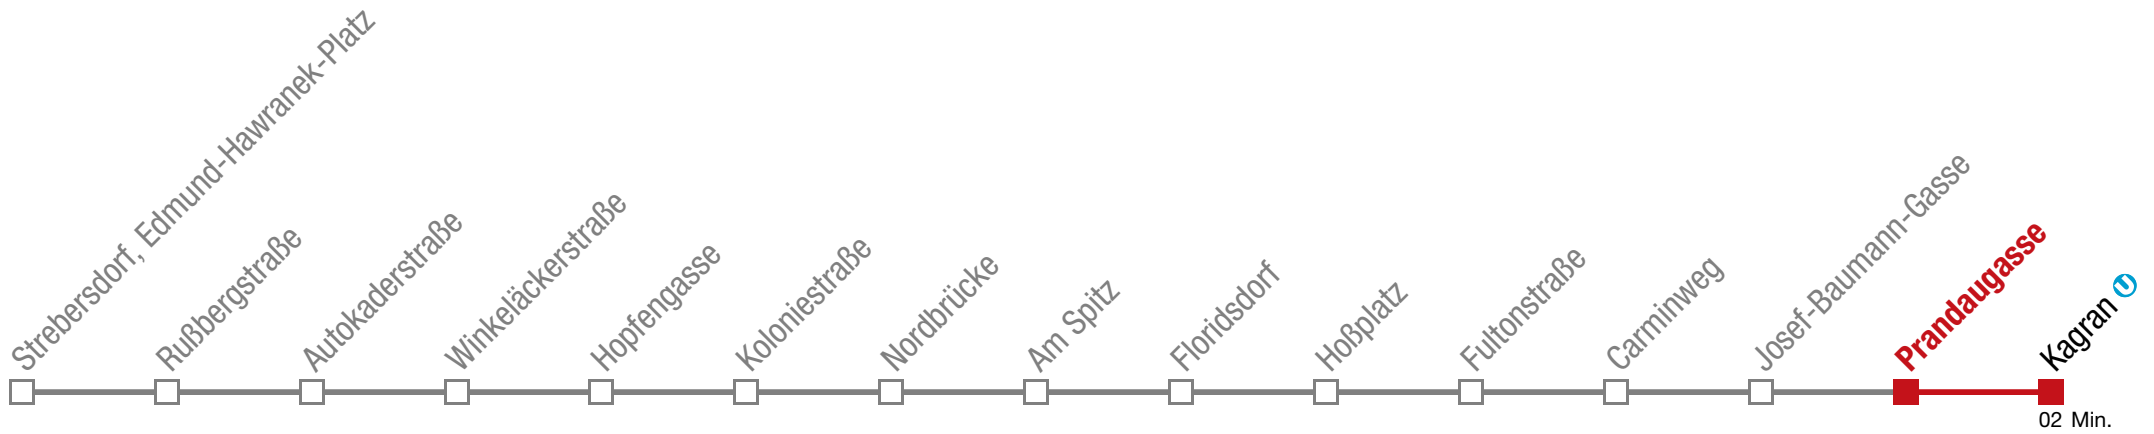 Strebersdorf, Edmund-Hawranek-Platz
Rußbergstraße
Autokaderstraße
Winkeläckerstraße
Hopfengasse
Koloniestraße
Nordbrücke
Am Spitz
Floridsdorf
Hoßplatz
Fultonstraße
Carminweg
Josef-Baumann-Gasse
Prandaugasse
Kagran U
02 Min.